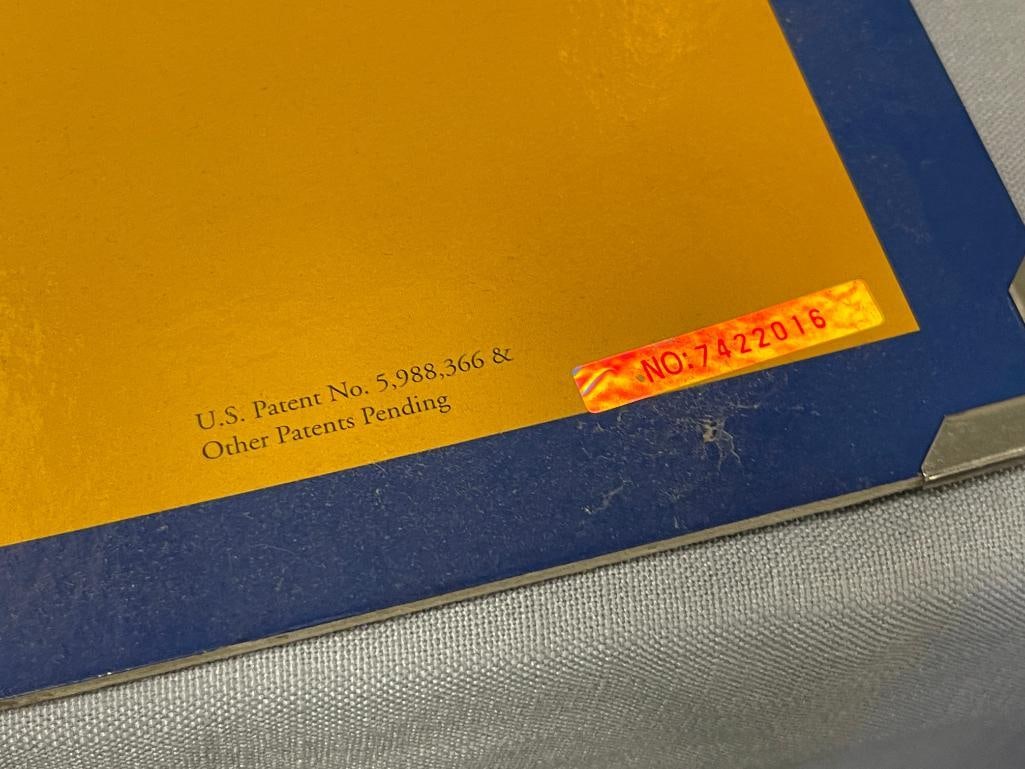 U.S. Patent No. 5,988,366 &
Other Patents Pending
NO:7422016